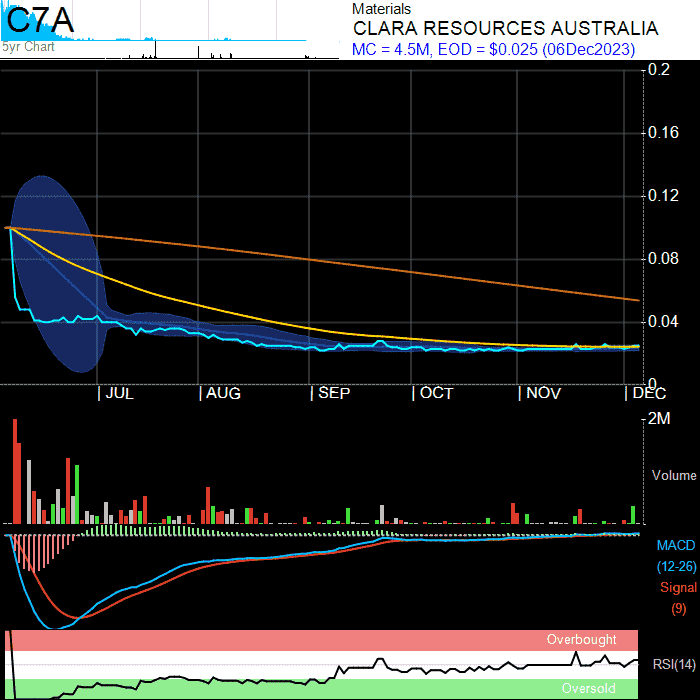 C7A
5yr Chart
Materials
CLARA RESOURCES AUSTRALIA
MC = 4.5M, EOD = $0.025 (06Dec2023)
0.2
0.16
0.12
0.08
0.04
0
| JUL | AUG | SEP | OCT | NOV | DEC
2M
Volume
MACD
(12-26)
Signal
(9)
Overbought
RSI(14)
Oversold